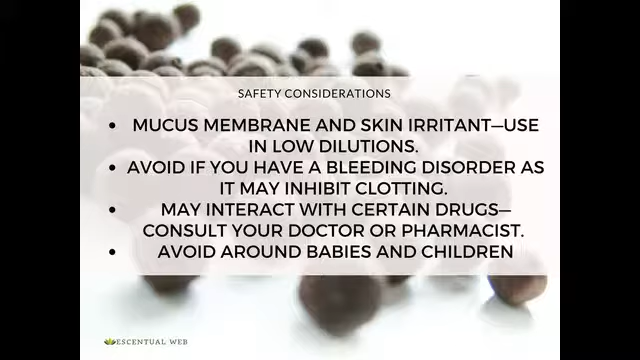 SAFETY CONSIDERATIONS
• MUCUS MEMBRANE AND SKIN IRRITANT—USE
IN LOW DILUTIONS.
• AVOID IF YOU HAVE A BLEEDING DISORDER AS
IT MAY INHIBIT CLOTTING.
• MAY INTERACT WITH CERTAIN DRUGS—
CONSULT YOUR DOCTOR OR PHARMACIST.
• AVOID AROUND BABIES AND CHILDREN
ESCENTUAL WEB